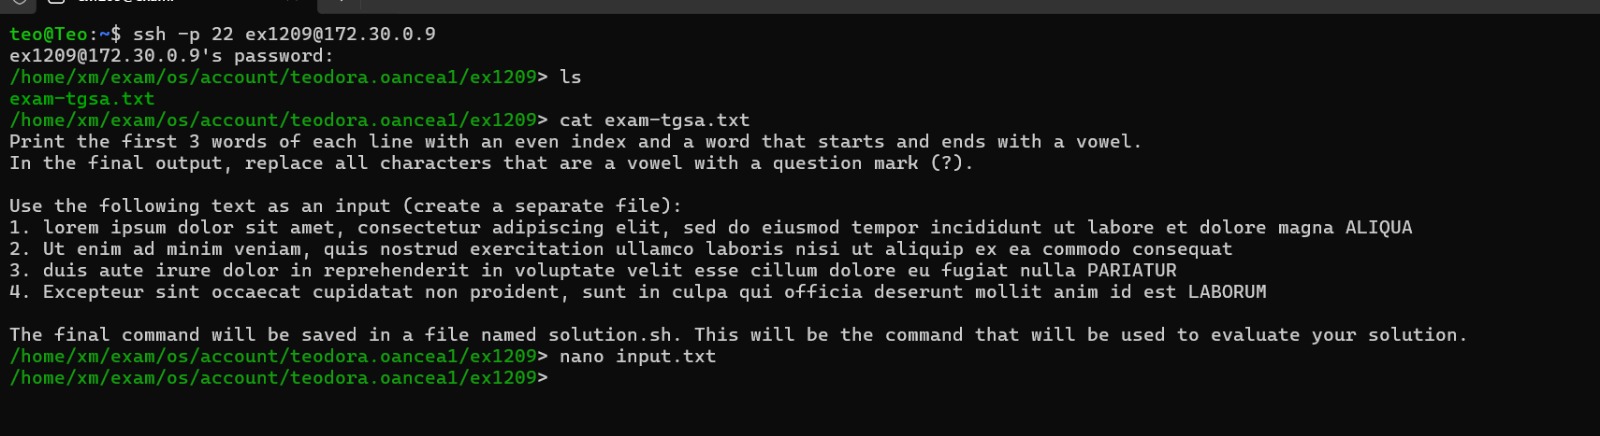 teo@Teo:~$ ssh -p 22 ex1209@172.30.0.9
ex1209@172.30.0.9's password:
/home/xm/exam/os/account/teodora.oancea1/ex1209> ls
exam-tgsa.txt
/home/xm/exam/os/account/teodora.oancea1/ex1209> cat exam-tgsa.txt
Print the first 3 words of each line with an even index and a word that starts and ends with a vowel.
In the final output, replace all characters that are a vowel with a question mark (?).
Use the following text as an input (create a separate file):
1. lorem ipsum dolor sit amet, consectetur adipiscing elit, sed do eiusmod tempor incididunt ut labore et dolore magna ALIQUA
2. Ut enim ad minim veniam, quis nostrud exercitation ullamco laboris nisi ut aliquip ex ea commodo consequat
3. duis aute irure dolor in reprehenderit in voluptate velit esse cillum dolore eu fugiat nulla PARIATUR
4. Excepteur sint occaecat cupidatat non proident, sunt in culpa qui officia deserunt mollit anim id est LABORUM
The final command will be saved in a file named solution.sh. This will be the command that will be used to evaluate your solution.
/home/xm/exam/os/account/teodora.oancea1/ex1209> nano input.txt
/home/xm/exam/os/account/teodora.oancea1/ex1209>